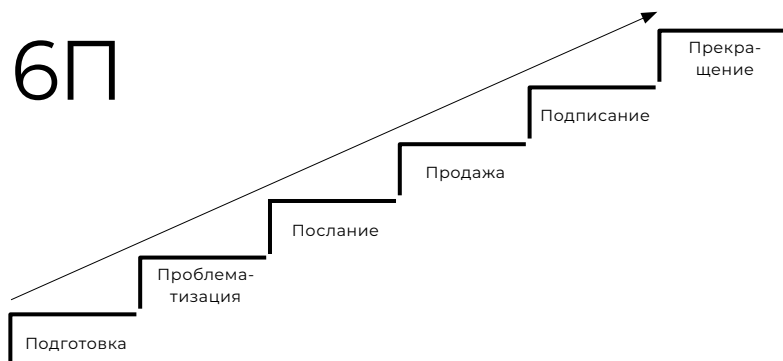 6П
Прекра-
щение
Подписание
Продажа
Послание
Проблема-
тизация
Подготовка